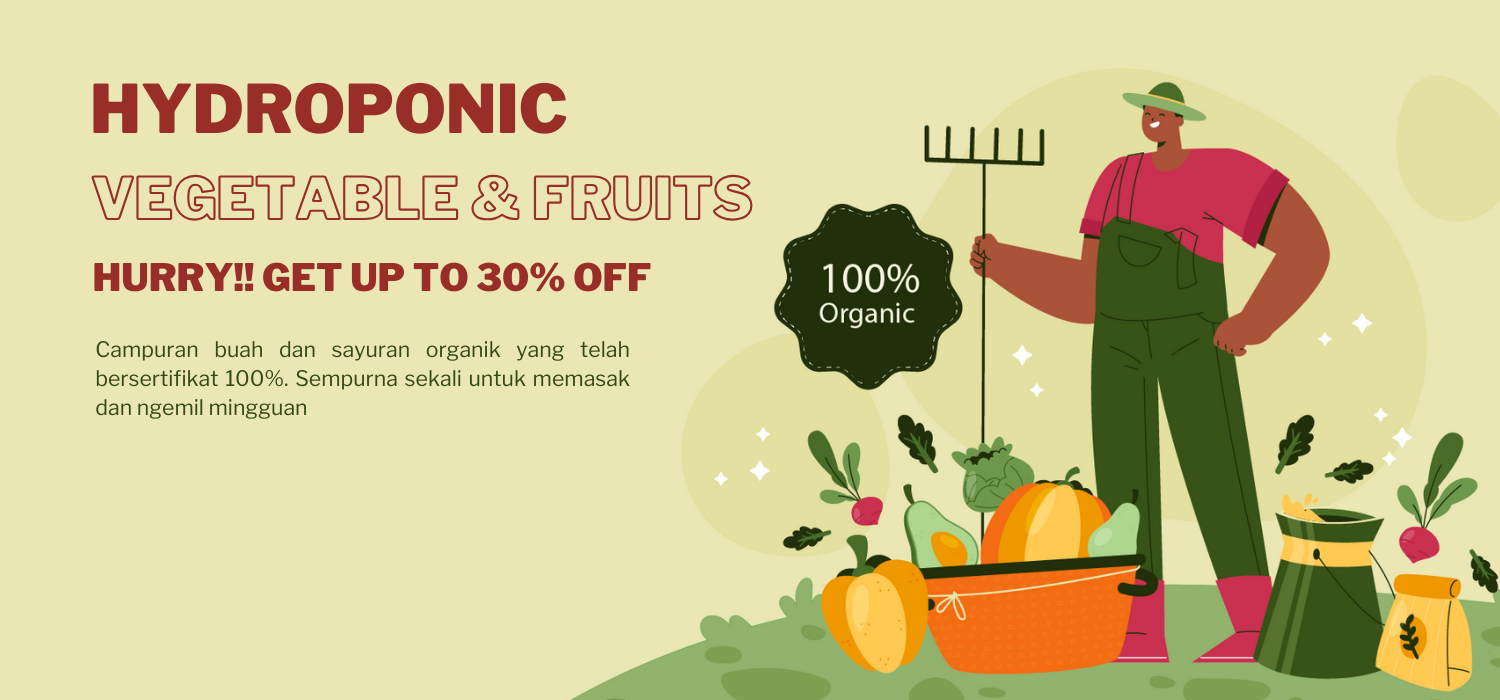 HYDROPONIC
VEGETABLE & FRUITS
HURRY!! GET UP TO 30% OFF
Campuran buah dan sayuran organik yang telah
bersertifikat 100%. Sempurna sekali untuk memasak
dan ngemil mingguan
100%
Organic